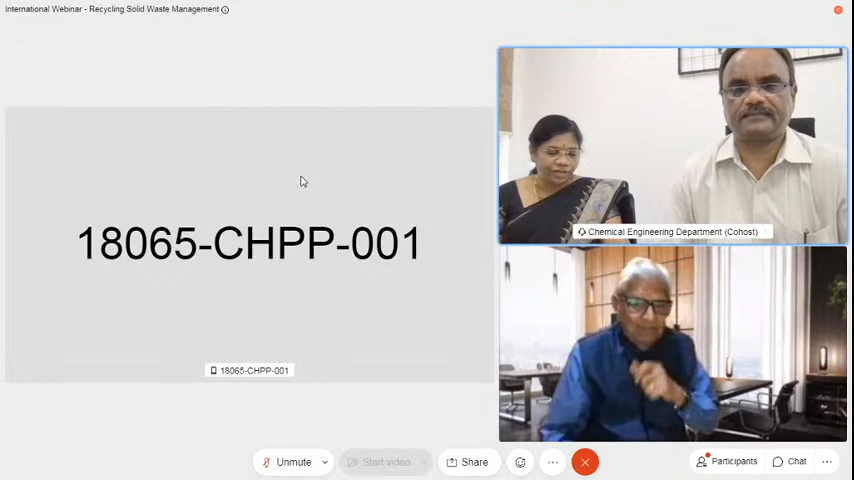 International Webinar - Recycling Solid Waste Management
18065-CHPP-001
18065-CHPP-001
Chemical Engineering Department (Cohost)
Unmute
Start video
Share
Participants
Chat